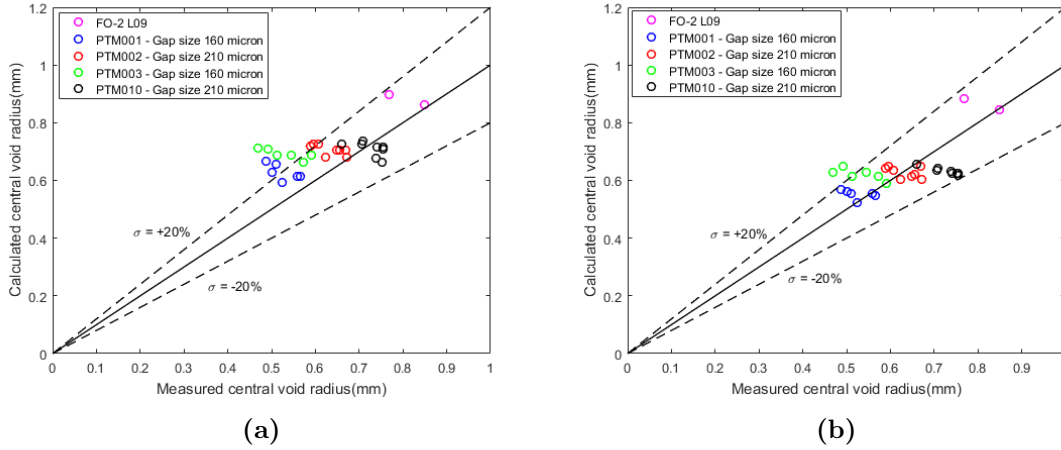 1.2
1
0.8
0.6
0.4
0.2
0
Calculated central void radius(mm)
FO-2 L09
PTM001 - Gap size 160 micron
PTM002 - Gap size 210 micron
PTM003 - Gap size 160 micron
PTM010 - Gap size 210 micron
σ = +20%
σ = -20%
0 0.1 0.2 0.3 0.4 0.5 0.6 0.7 0.8 0.9 1
Measured central void radius(mm)
(a)
1.2
1
0.8
0.6
0.4
0.2
0
Calculated central void radius(mm)
FO-2 L09
PTM001 - Gap size 160 micron
PTM002 - Gap size 210 micron
PTM003 - Gap size 160 micron
PTM010 - Gap size 210 micron
σ = +20%
σ = -20%
0 0.1 0.2 0.3 0.4 0.5 0.6 0.7 0.8 0.9
Measured central void radius(mm)
(b)